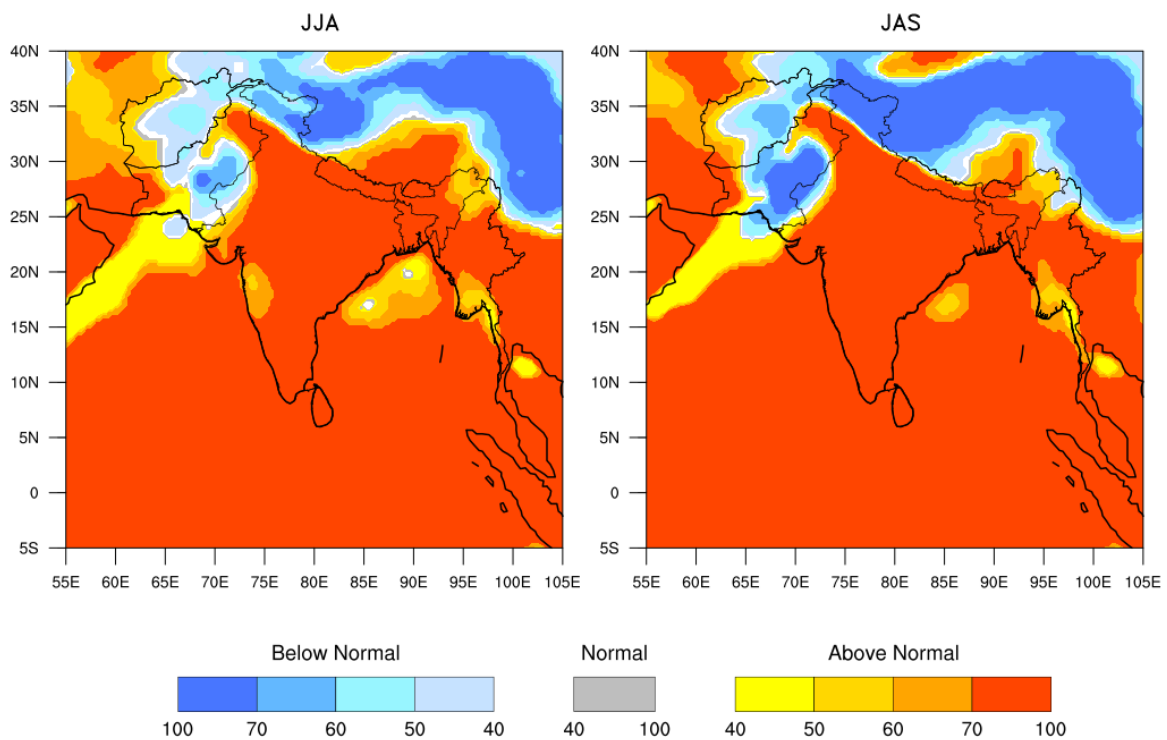 JJA JAS
40N 40N
35N 35N
30N 30N
25N 25N
20N 20N
15N 15N
10N 10N
5N 5N
0 0
5S 5S
55E 60E 65E 70E 75E 80E 85E 90E 95E 100E 105E 55E 60E 65E 70E 75E 80E 85E 90E 95E 100E 105E
Below Normal Normal Above Normal
100 70 60 50 40 40 100 40 50 60 70 100